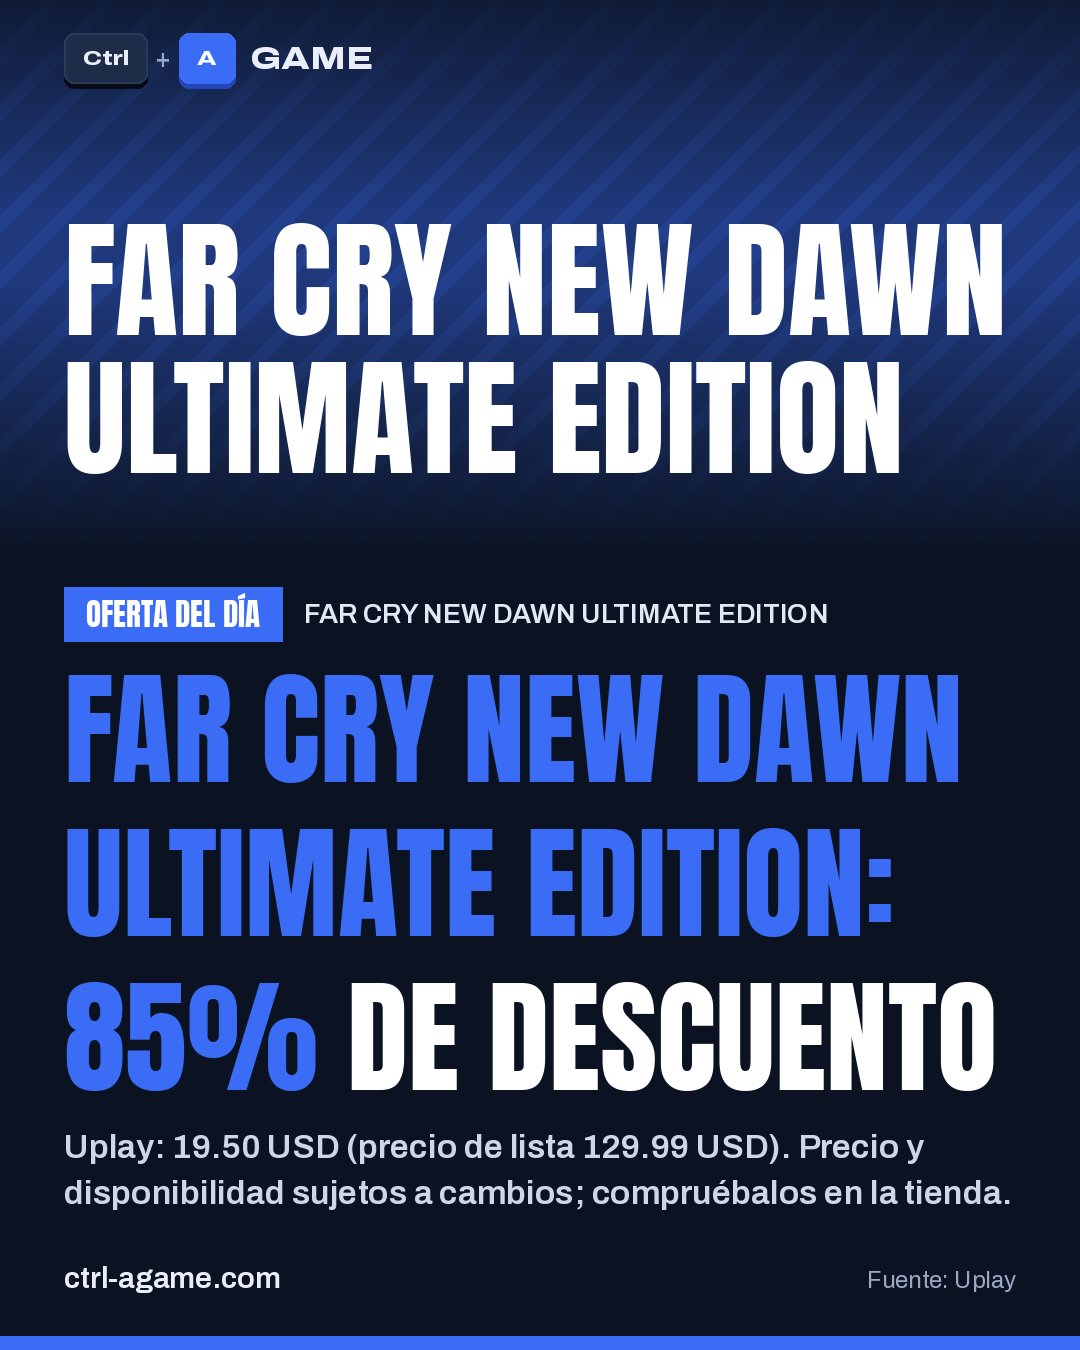 Ctrl + A GAME
FAR CRY NEW DAWN
ULTIMATE EDITION
OFERTA DEL DÍA FAR CRY NEW DAWN ULTIMATE EDITION
FAR CRY NEW DAWN
ULTIMATE EDITION:
85% DE DESCUENTO
Uplay: 19.50 USD (precio de lista 129.99 USD). Precio y
disponibilidad sujetos a cambios; compruébalos en la tienda.
ctrl-agame.com Fuente: Uplay